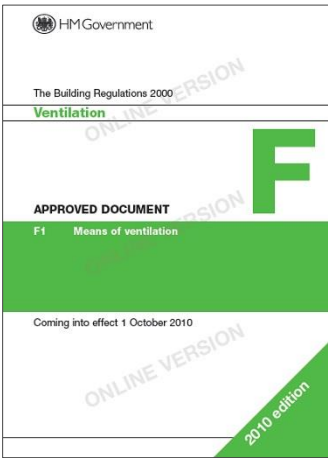 HM Government
The Building Regulations 2000
Ventilation
ONLINE VERSION
F
APPROVED DOCUMENT
ONLINE VERSION
F1 Means of ventilation
Coming into effect 1 October 2010
ONLINE VERSION
2010 edition